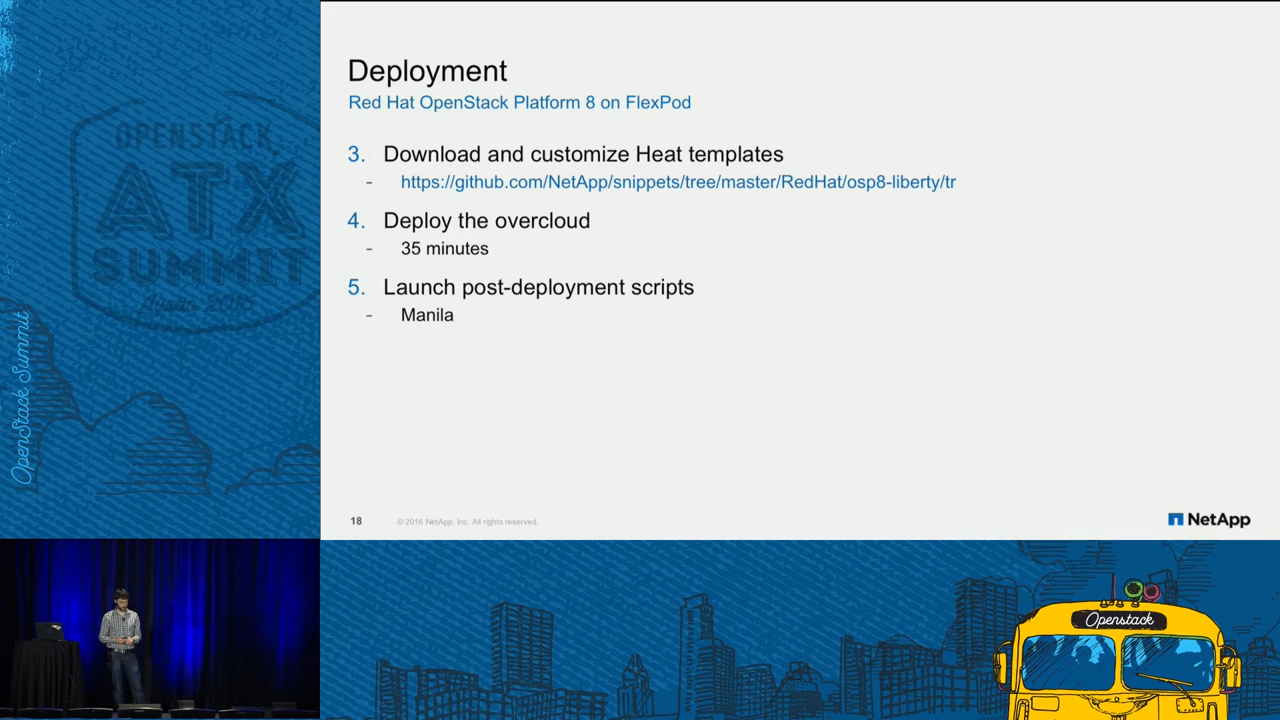 OPENSTACK
ATX
SUMMIT
Austin 2016
OpenStack Summit
Deployment
Red Hat OpenStack Platform 8 on FlexPod
3. Download and customize Heat templates
- https://github.com/NetApp/snippets/tree/master/RedHat/osp8-liberty/tr
4. Deploy the overcloud
- 35 minutes
5. Launch post-deployment scripts
- Manila
18
© 2016 NetApp, Inc. All rights reserved.
NetApp
Openstack